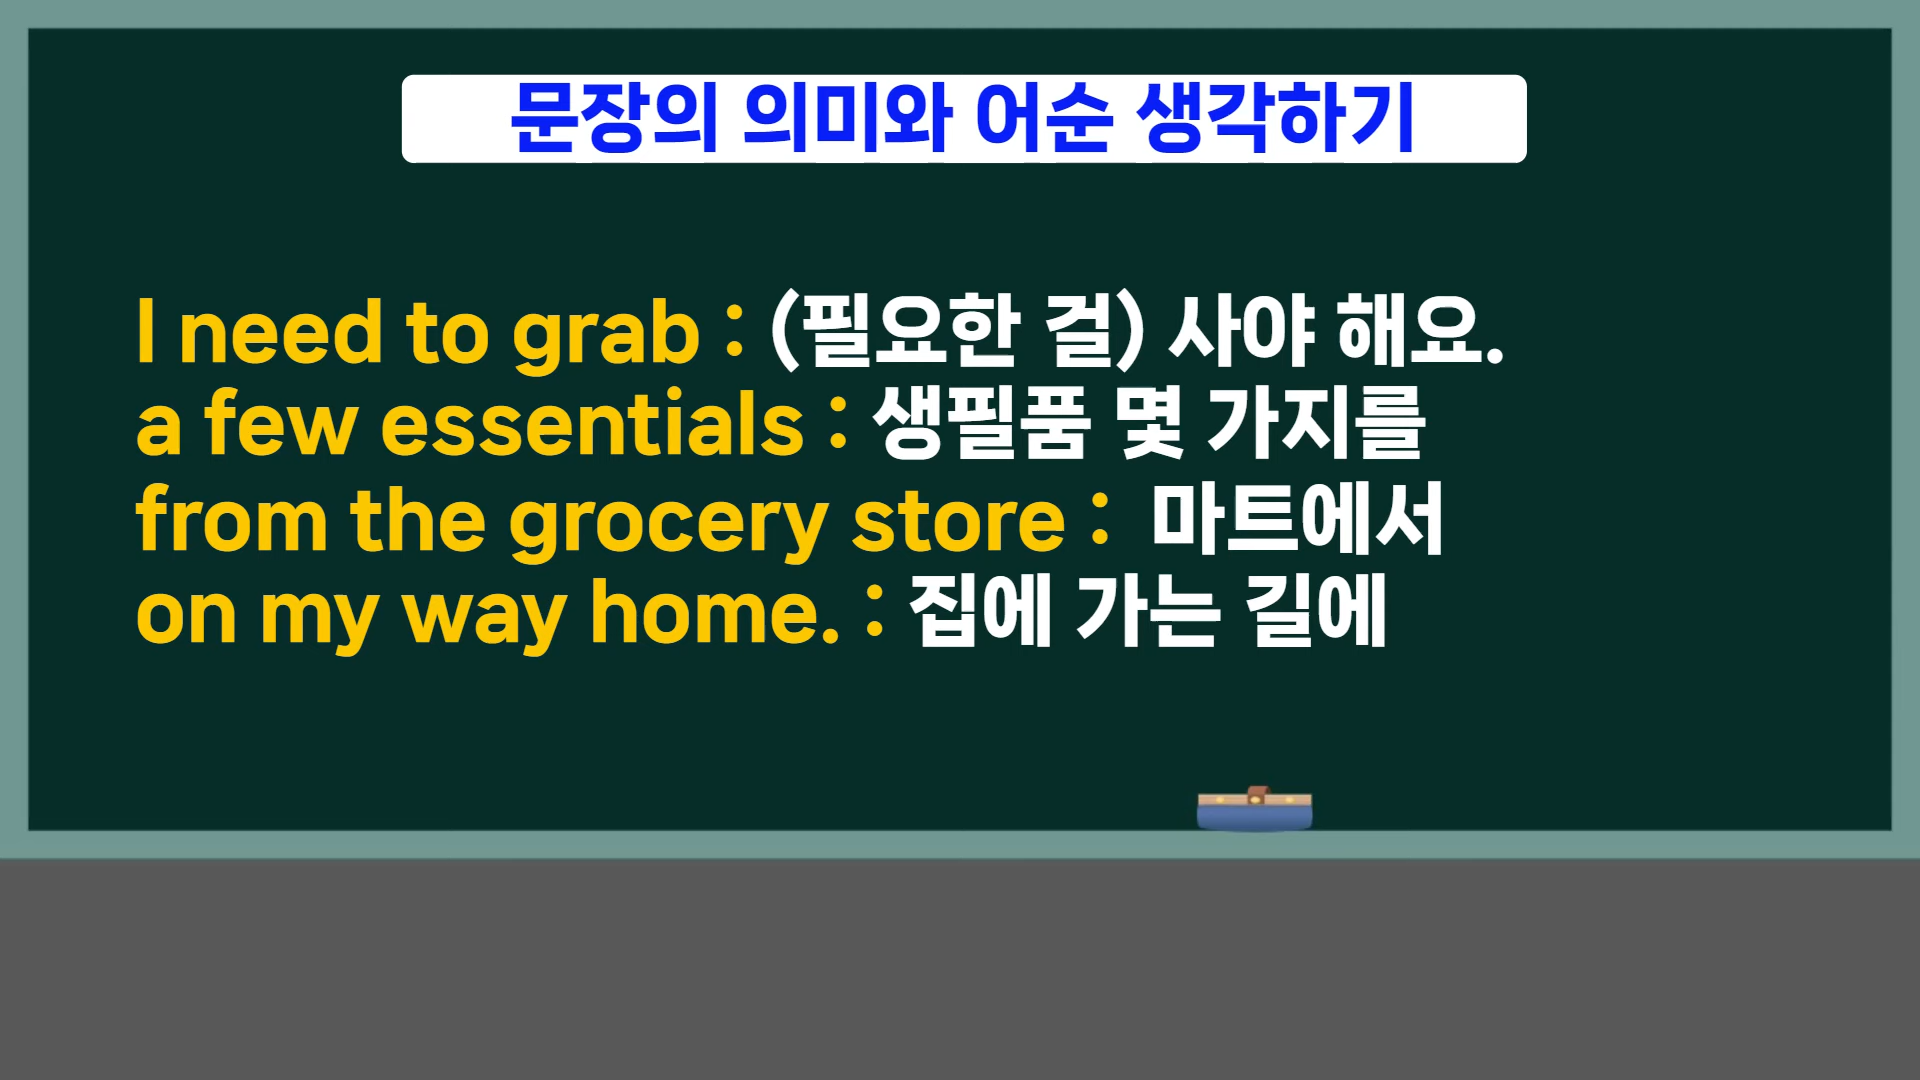 문장의 의미와 어순 생각하기
I need to grab : (필요한 걸) 사야 해요.
a few essentials : 생필품 몇 가지를
from the grocery store : 마트에서
on my way home. : 집에 가는 길에